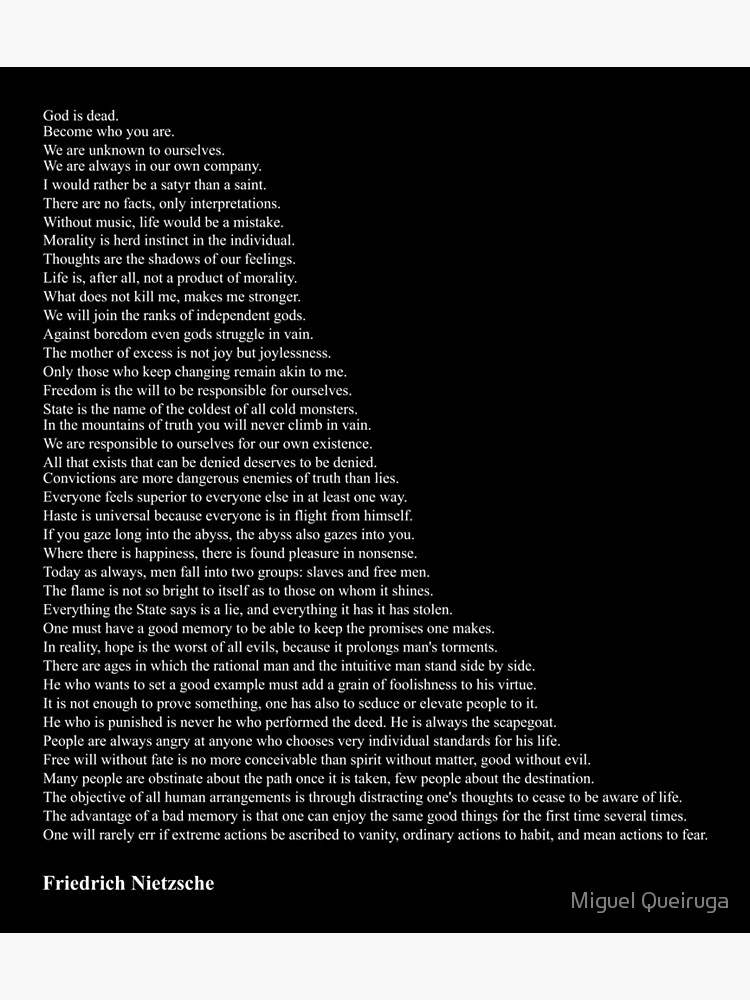 God is dead.
Become who you are.
We are unknown to ourselves.
We are always in our own company.
I would rather be a satyr than a saint.
There are no facts, only interpretations.
Without music, life would be a mistake.
Morality is herd instinct in the individual.
Thoughts are the shadows of our feelings.
Life is, after all, not a product of morality.
What does not kill me, makes me stronger.
We will join the ranks of independent gods.
Against boredom even gods struggle in vain.
The mother of excess is not joy but joylessness.
Only those who keep changing remain akin to me.
Freedom is the will to be responsible for ourselves.
State is the name of the coldest of all cold monsters.
In the mountains of truth you will never climb in vain.
We are responsible to ourselves for our own existence.
All that exists that can be denied deserves to be denied.
Convictions are more dangerous enemies of truth than lies.
Everyone feels superior to everyone else in at least one way.
Haste is universal because everyone is in flight from himself.
If you gaze long into the abyss, the abyss also gazes into you.
Where there is happiness, there is found pleasure in nonsense.
Today as always, men fall into two groups: slaves and free men.
The flame is not so bright to itself as to those on whom it shines.
Everything the State says is a lie, and everything it has it has stolen.
One must have a good memory to be able to keep the promises one makes.
In reality, hope is the worst of all evils, because it prolongs man's torments.
There are ages in which the rational man and the intuitive man stand side by side.
He who wants to set a good example must add a grain of foolishness to his virtue.
It is not enough to prove something, one has also to seduce or elevate people to it.
He who is punished is never he who performed the deed. He is always the scapegoat.
People are always angry at anyone who chooses very individual standards for his life.
Free will without fate is no more conceivable than spirit without matter, good without evil.
Many people are obstinate about the path once it is taken, few people about the destination.
The objective of all human arrangements is through distracting one's thoughts to cease to be aware of life.
The advantage of a bad memory is that one can enjoy the same good things for the first time several times.
One will rarely err if extreme actions be ascribed to vanity, ordinary actions to habit, and mean actions to fear.
Friedrich Nietzsche
Miguel Queiruga